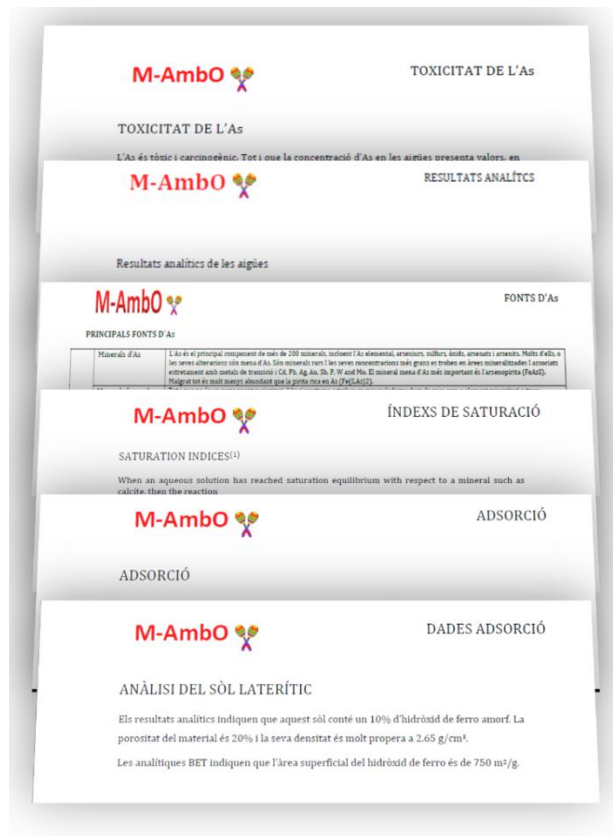 M-AmbO
TOXICITAT DE L'As
TOXICITAT DE L'As
L'As és tòxic i carcinogènic. Tot i que la concentració d'As en les aigües presenta valors, en
M-AmbO
RESULTATS ANALÍTCS
Resultats analítics de les aigües
M-AmbO
FONTS D'As
PRINCIPALS FONTS D'As
Minerals d'As
L'As és el principal component de més de 200 minerals, incloent l'As elemental, arseniurs, sulfurs, òxids, arsenats i arsenits. Molts d'ells, o
les seves alteracions són mena d'As. Són minerals rars i les seves concentracions més grans es troben en àrees mineralitzades i associats
estretament amb metals de transició i Cd, Pb, Ag, Au, Sb, P, W and Mo. El mineral mena d'As més important és l'arsenopirita (FeAsS).
Malgrat tot és molt menys abundant que la pirita rica en As (Fe(S,As)2).
M-AmbO
ÍNDEXS DE SATURACIÓ
SATURATION INDICES(1)
When an aqueous solution has reached saturation equilibrium with respect to a mineral such as
calcite, then the reaction
M-AmbO
ADSORCIÓ
ADSORCIÓ
M-AmbO
DADES ADSORCIÓ
ANÀLISI DEL SÒL LATERÍTIC
Els resultats analítics indiquen que aquest sòl conté un 10% d'hidròxid de ferro amorf. La
porositat del material és 20% i la seva densitat és molt propera a 2.65 g/cm³.
Les analítiques BET indiquen que l'àrea superficial del hidròxid de ferro és de 750 m²/g.